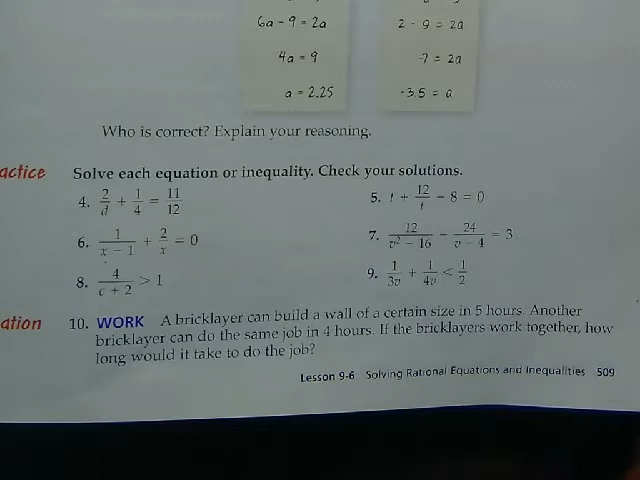 6a - 9 = 2a
4a = 9
a = 2.25
2 - 9 = 2a
-7 = 2a
-3.5 = a
Who is correct? Explain your reasoning.
actice Solve each equation or inequality. Check your solutions.
4. 2/d + 1/4 = 11/12
5. t + 12/t - 8 = 0
6. 1/(x - 1) + 2/x = 0
7. 12/(v² - 16) - 24/(v - 4) = 3
8. 4/(c + 2) > 1
9. 1/3v + 1/4v < 1/2
ation 10. WORK A bricklayer can build a wall of a certain size in 5 hours. Another
bricklayer can do the same job in 4 hours. If the bricklayers work together, how
long would it take to do the job?
Lesson 9-6 Solving Rational Equations and Inequalities 509